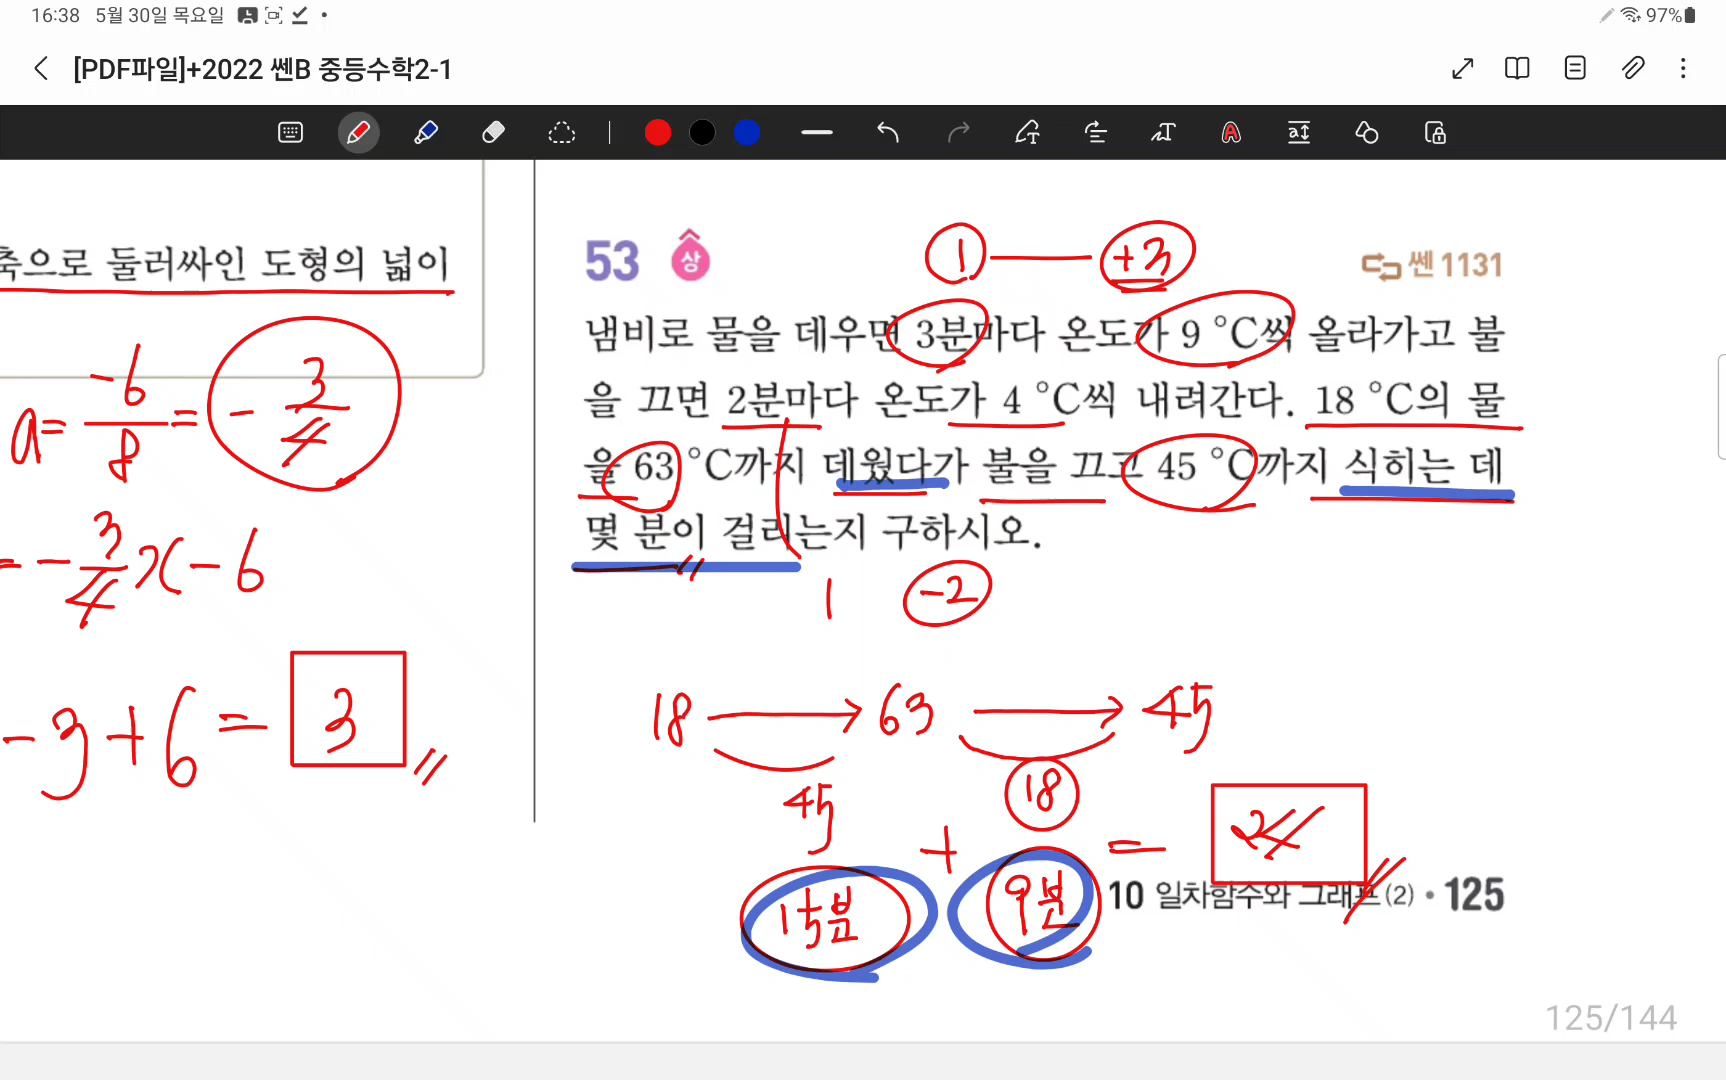 16:38 5월 30일 목요일
97%
[PDF파일]+2022 쎈B 중등수학2-1
축으로 둘러싸인 도형의 넓이
a= -6/8 = -3/4
= -3/4 x - 6
-3+6 = 3
53 상
1 +3
쎈 1131
냄비로 물을 데우면 3분마다 온도가 9 °C씩 올라가고 불
을 끄면 2분마다 온도가 4 °C씩 내려간다. 18 °C의 물
을 63 °C까지 데웠다가 불을 끄고 45 °C까지 식히는 데
몇 분이 걸리는지 구하시오.
1 -2
18 → 63 → 45
45 18
15분 + 9분 = 24
10 일차함수와 그래프 (2) • 125
125/144